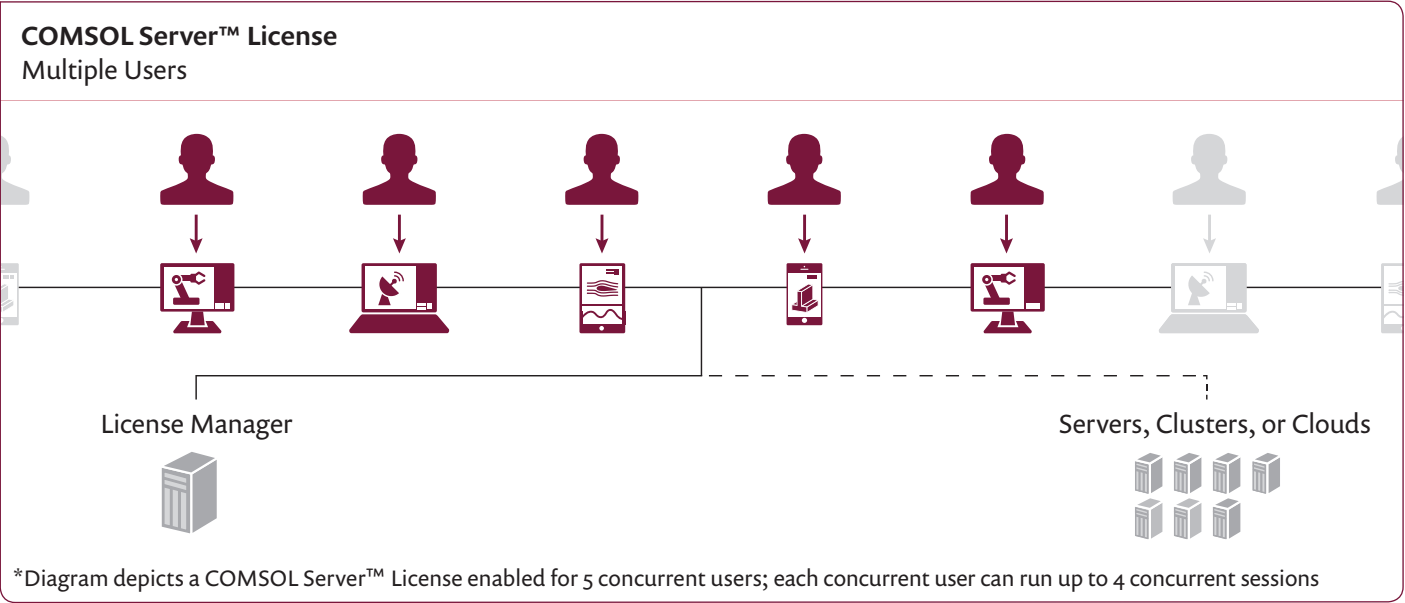 COMSOL Server™ License
Multiple Users
License Manager
Servers, Clusters, or Clouds
*Diagram depicts a COMSOL Server™ License enabled for 5 concurrent users; each concurrent user can run up to 4 concurrent sessions